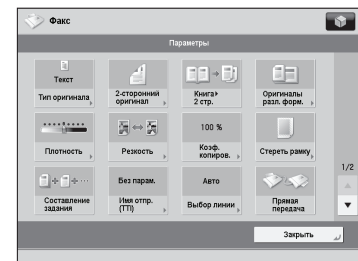 Факс
Параметры
Текст
Тип оригинала
2-сторонний
оригинал
Книга▸
2 стр.
Оригиналы
разл. форм.
Плотность
Резкость
100 %
Коэф.
копиров.
Стереть рамку
1/2
Составление
задания
Без парам.
Имя отпр.
(TTI)
Авто
Выбор линии
Прямая
передача
Закрыть